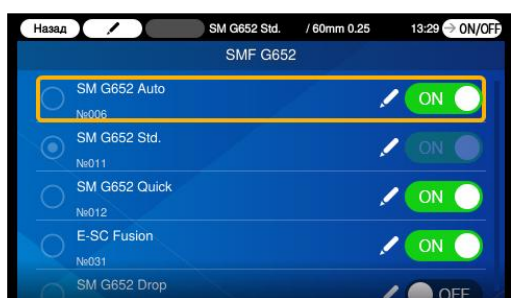 Назад SM G652 Std. / 60mm 0.25 13:29 ON/OFF
SMF G652
SM G652 Auto
ON
№006
SM G652 Std.
ON
№011
SM G652 Quick
ON
№012
E-SC Fusion
ON
№031
SM G652 Drop
OFF